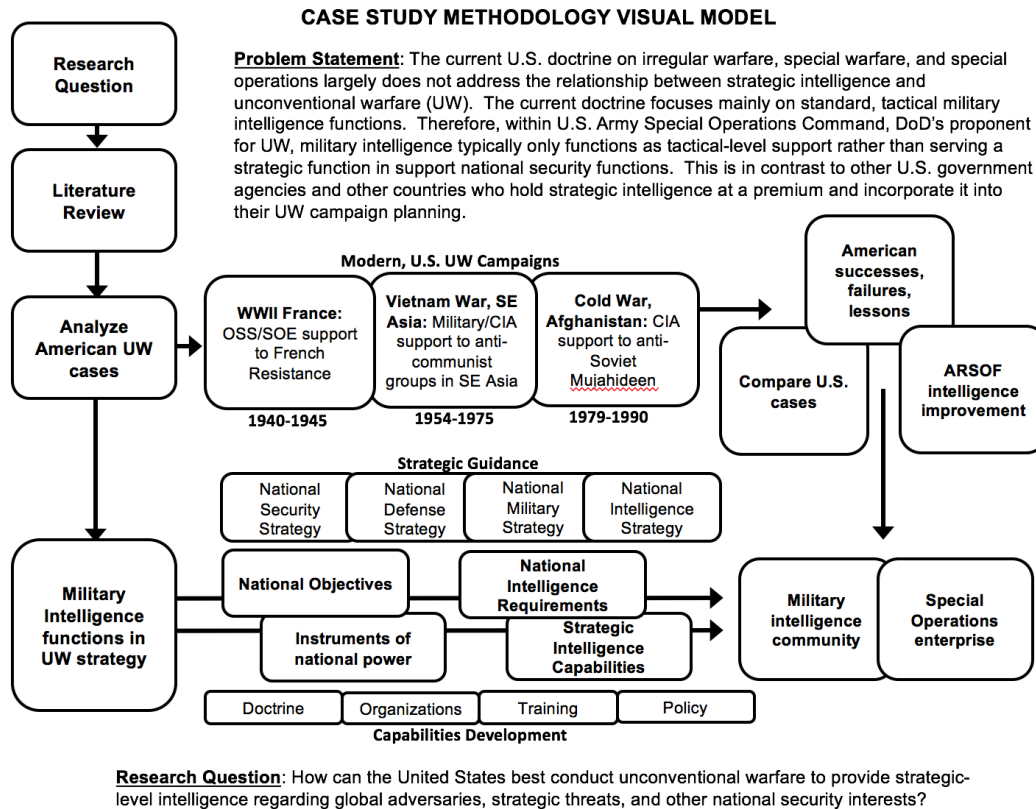 CASE STUDY METHODOLOGY VISUAL MODEL
Research
Question
Problem Statement: The current U.S. doctrine on irregular warfare, special warfare, and special
operations largely does not address the relationship between strategic intelligence and
unconventional warfare (UW).  The current doctrine focuses mainly on standard, tactical military
intelligence functions.  Therefore, within U.S. Army Special Operations Command, DoD's proponent
for UW, military intelligence typically only functions as tactical-level support rather than serving a
strategic function in support national security functions.  This is in contrast to other U.S. government
agencies and other countries who hold strategic intelligence at a premium and incorporate it into
their UW campaign planning.
Literature
Review
Analyze
American UW
cases
Modern, U.S. UW Campaigns
WWII France:
OSS/SOE support
to French
Resistance
1940-1945
Vietnam War, SE
Asia: Military/CIA
support to anti-
communist
groups in SE Asia
1954-1975
Cold War,
Afghanistan: CIA
support to anti-
Soviet
Mujahideen
1979-1990
American
successes,
failures,
lessons
Compare U.S.
cases
ARSOF
intelligence
improvement
Strategic Guidance
National
Security
Strategy
National
Defense
Strategy
National
Military
Strategy
National
Intelligence
Strategy
Military
Intelligence
functions in
UW strategy
National Objectives
National
Intelligence
Requirements
Instruments of
national power
Strategic
Intelligence
Capabilities
Military
intelligence
community
Special
Operations
enterprise
Doctrine
Organizations
Training
Policy
Capabilities Development
Research Question: How can the United States best conduct unconventional warfare to provide strategic-
level intelligence regarding global adversaries, strategic threats, and other national security interests?